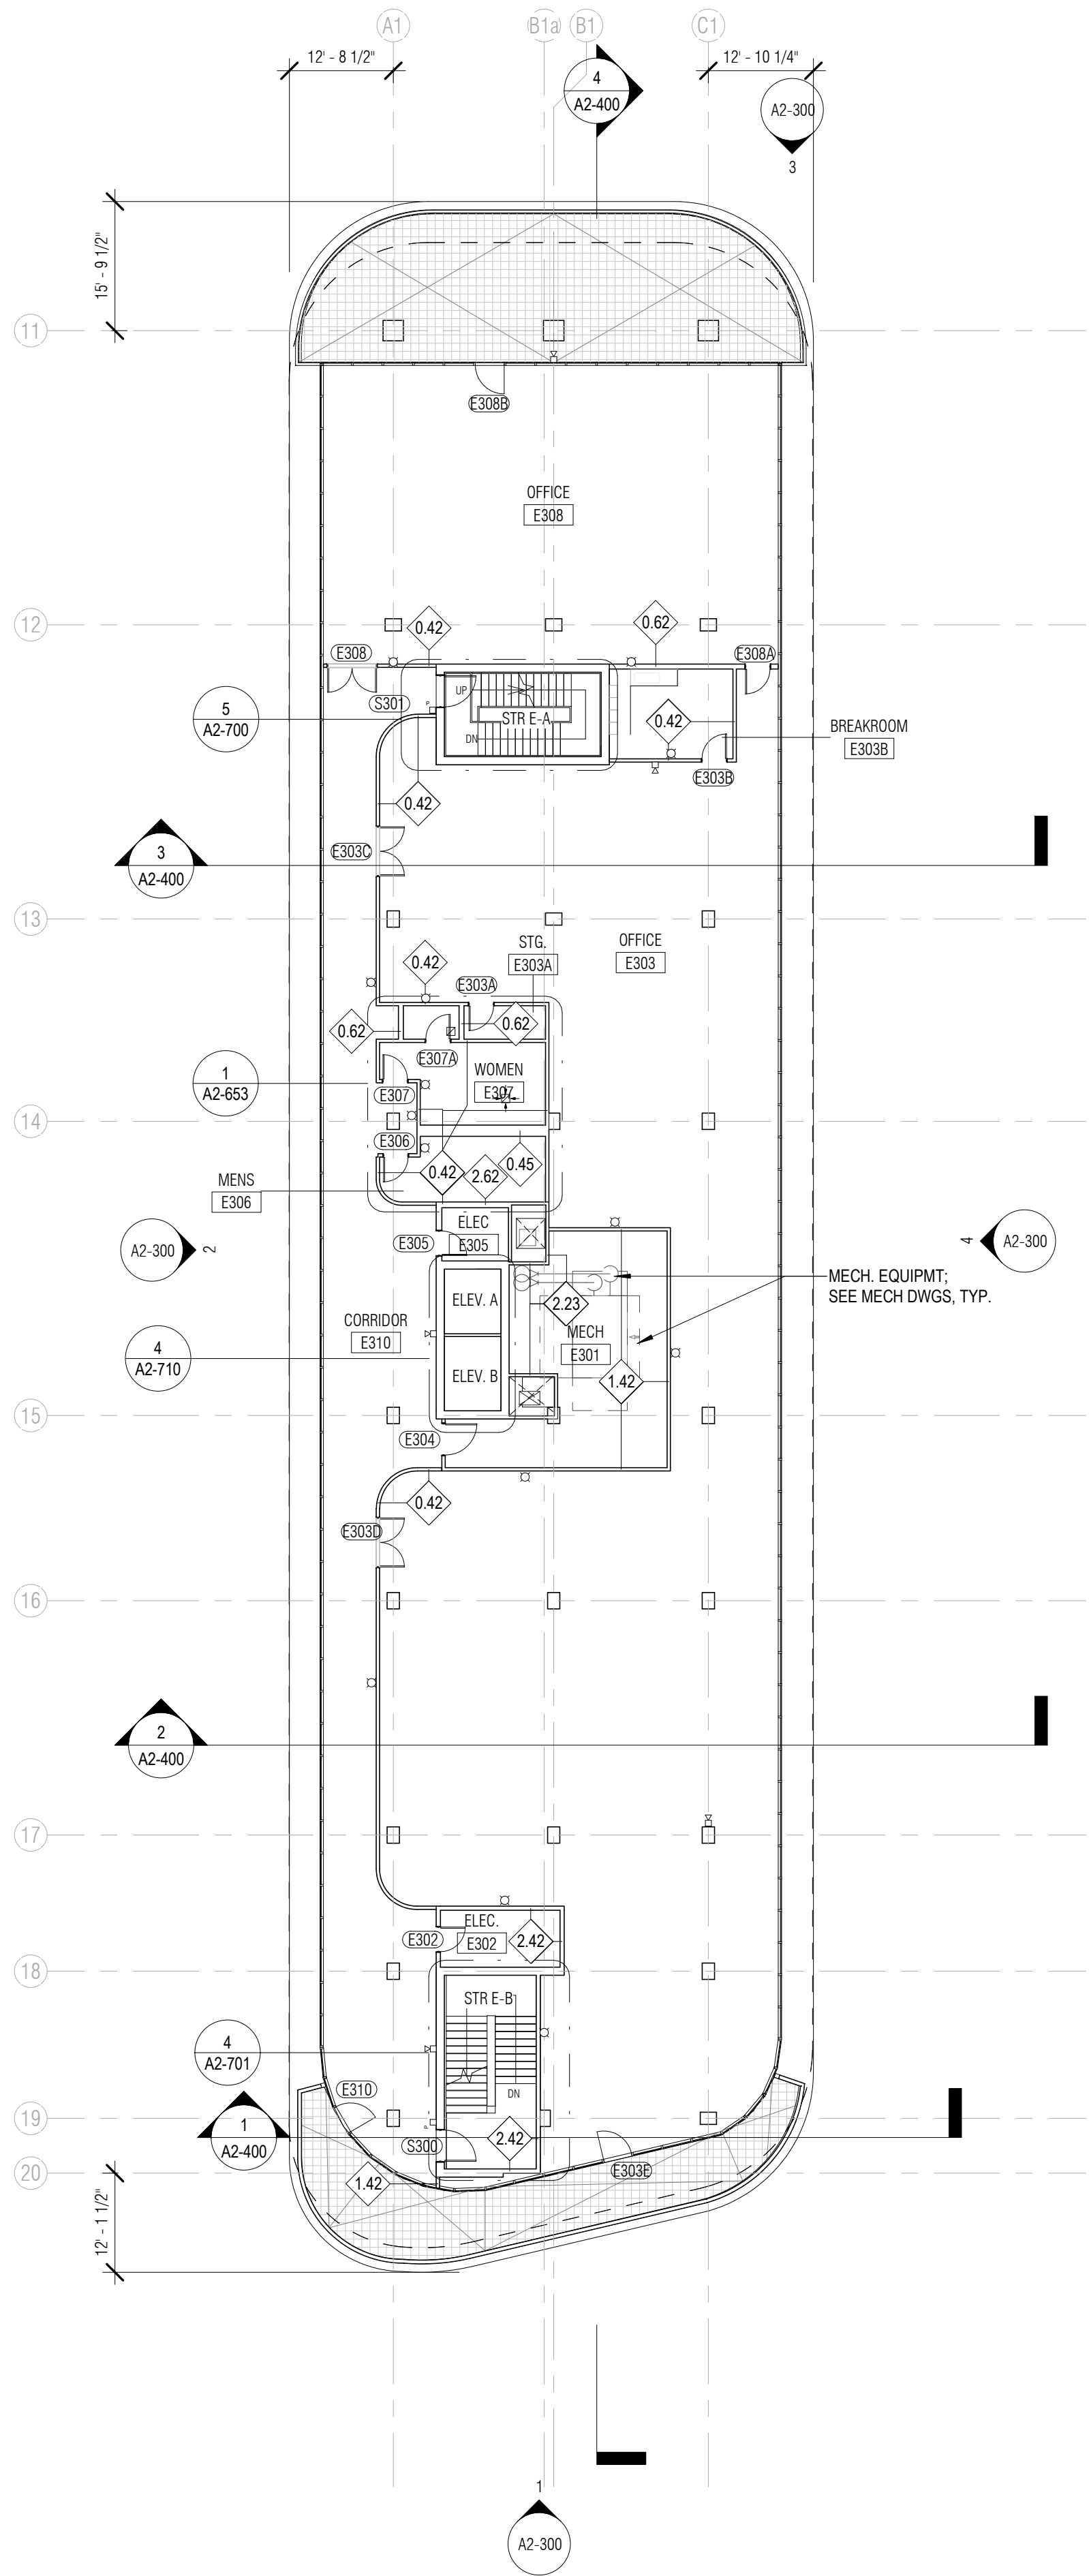 A1
B1a
B1
C1
12' - 8 1/2"
12' - 10 1/4"
4
A2-400
A2-300
3
15' - 9 1/2"
11
E308B
OFFICE
E308
12
0.42
0.62
E308
E308A
S301
UP
P
5
A2-700
STR E-A
DN
0.42
BREAKROOM
E303B
E303B
0.42
3
A2-400
E303C
13
STG.
E303A
OFFICE
E303
0.42
E303A
0.62
0.62
E307A
1
A2-653
WOMEN
E307
E307
14
E306
0.42
2.62
0.45
MENS
E306
ELEC
E305
E305
A2-300
2
4
A2-300
MECH. EQUIPMT;
SEE MECH DWGS, TYP.
ELEV. A
2.23
CORRIDOR
E310
MECH
E301
4
A2-710
ELEV. B
1.42
15
E304
0.42
E303D
16
2
A2-400
17
ELEC.
E302
E302
2.42
18
STR E-B
4
A2-701
DN
E310
19
1
A2-400
P
S300
2.42
20
E303E
1.42
12' - 1 1/2"
1
A2-300